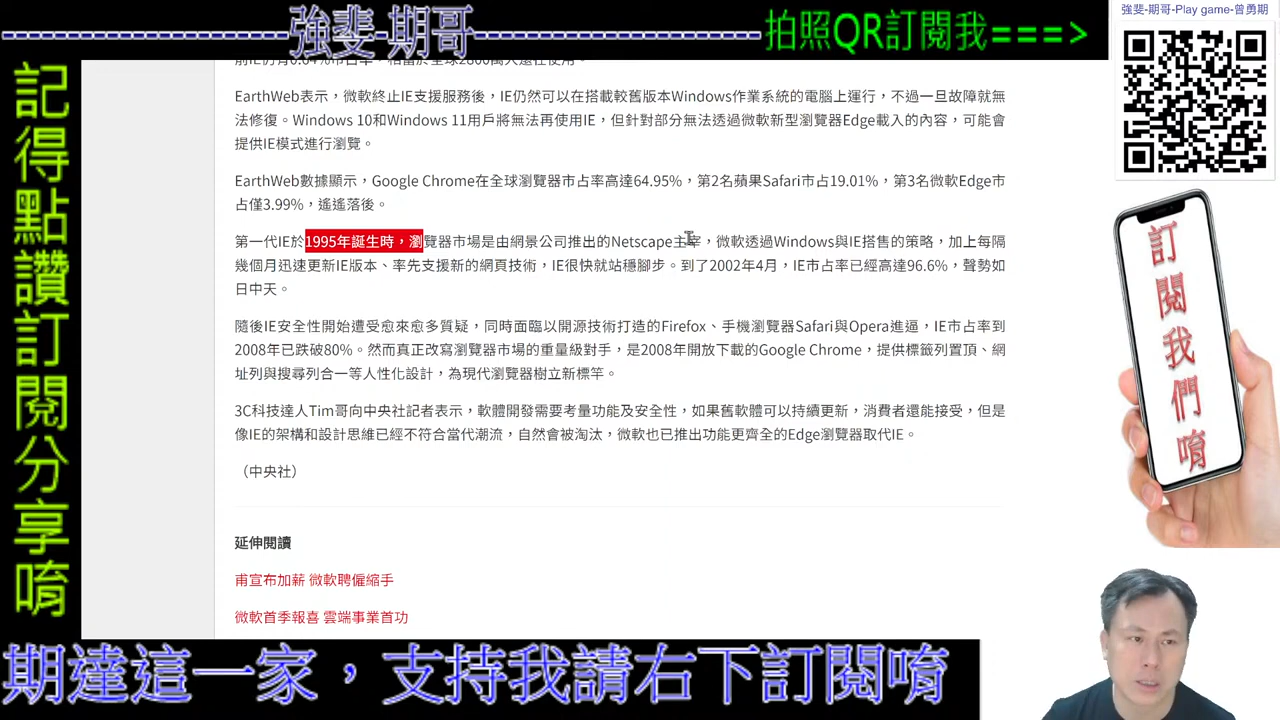 ------------------------強斐-期哥------------------------
拍照QR訂閱我===>
強斐-期哥-Play game-曾勇期
記得點讚訂閱分享唷
EarthWeb表示，微軟終止IE支援服務後，IE仍然可以在搭載較舊版本Windows作業系統的電腦上運行，不過一旦故障就無
法修復。Windows 10和Windows 11用戶將無法再使用IE，但針對部分無法透過微軟新型瀏覽器Edge載入的內容，可能會
提供IE模式進行瀏覽。
EarthWeb數據顯示，Google Chrome在全球瀏覽器市占率高達64.95%，第2名蘋果Safari市占19.01%，第3名微軟Edge市
占僅3.99%，遙遙落後。
第一代IE於1995年誕生時，瀏覽器市場是由網景公司推出的Netscape主宰，微軟透過Windows與IE搭售的策略，加上每隔
幾個月迅速更新IE版本、率先支援新的網頁技術，IE很快就站穩腳步。到了2002年4月，IE市占率已經高達96.6%，聲勢如
日中天。
隨後IE安全性開始遭受愈來愈多質疑，同時面臨以開源技術打造的Firefox、手機瀏覽器Safari與Opera進逼，IE市占率到
2008年已跌破80%。然而真正改寫瀏覽器市場的重量級對手，是2008年開放下載的Google Chrome，提供標籤列置頂、網
址列與搜尋列合一等人性化設計，為現代瀏覽器樹立新標竿。
3C科技達人Tim哥向中央社記者表示，軟體開發需要考量功能及安全性，如果舊軟體可以持續更新，消費者還能接受，但是
像IE的架構和設計思維已經不符合當代潮流，自然會被淘汰，微軟也已推出功能更齊全的Edge瀏覽器取代IE。
（中央社）
延伸閱讀
甫宣布加薪 微軟聘僱縮手
微軟首季報喜 雲端事業首功
訂閱我們唷
期達這一家，支持我請右下訂閱唷